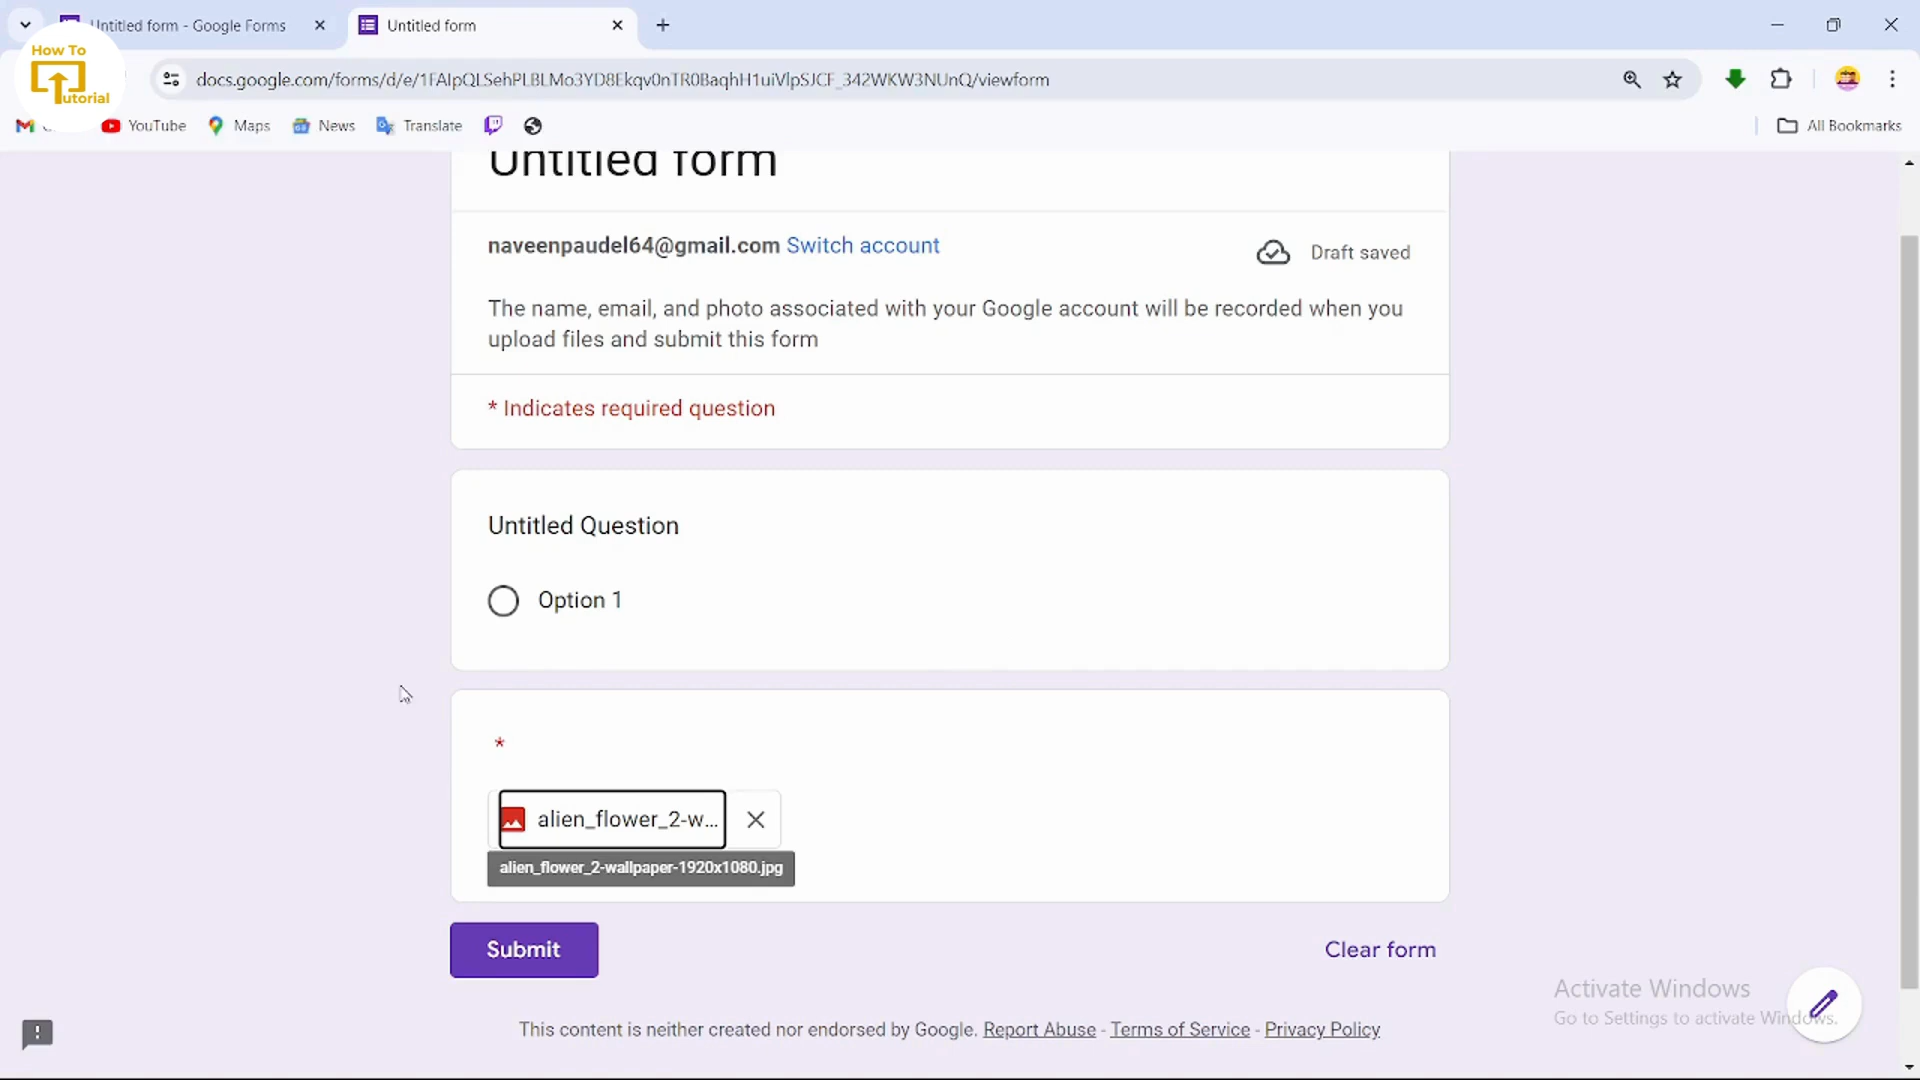 Untitled form - Google Forms
Untitled form
How To
utorial
docs.google.com/forms/d/e/1FAIpQLSehPLBLMo3YD8Ekqv0nTR0BaqhH1uiVlpSJCF_342WKW3NUnQ/viewform
YouTube
Maps
News
Translate
All Bookmarks
Untitled form
naveenpaudel64@gmail.com Switch account
Draft saved
The name, email, and photo associated with your Google account will be recorded when you
upload files and submit this form
* Indicates required question
Untitled Question
Option 1
*
alien_flower_2-w...
alien_flower_2-wallpaper-1920x1080.jpg
Submit
Clear form
Activate Windows
Go to Settings to activate Windows.
This content is neither created nor endorsed by Google. Report Abuse - Terms of Service - Privacy Policy